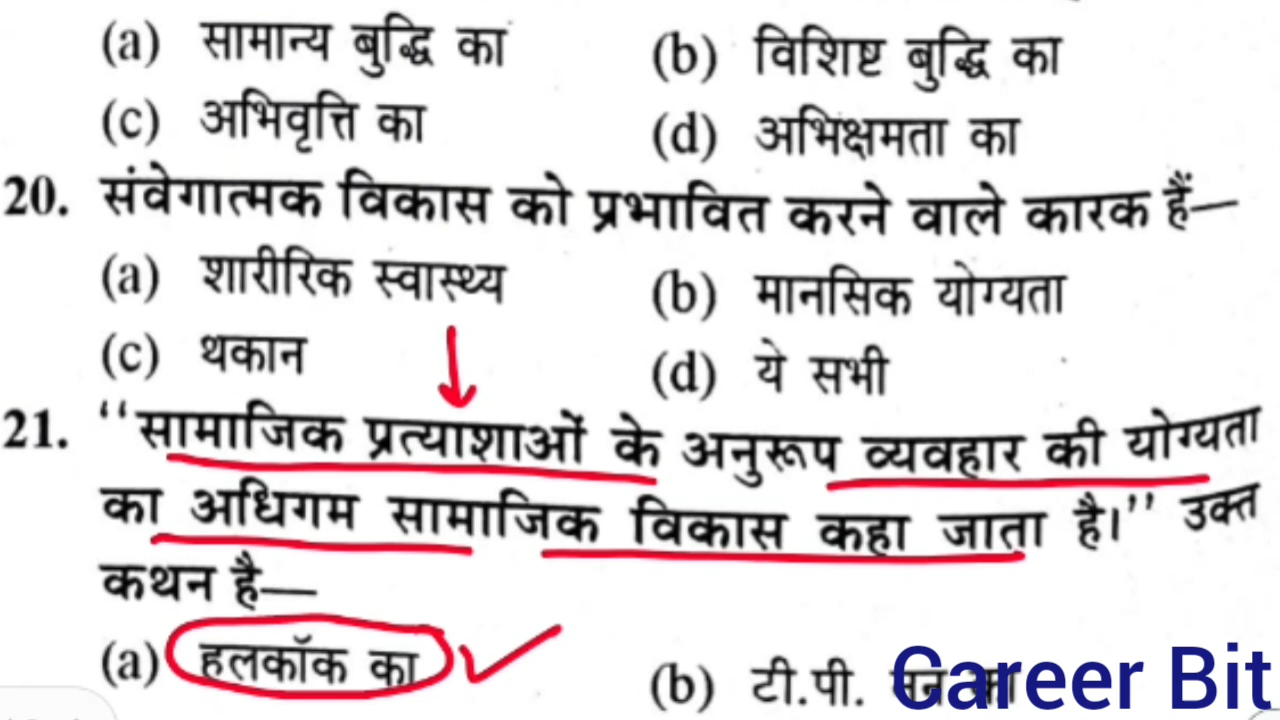 (a) सामान्य बुद्धि का (b) विशिष्ट बुद्धि का
(c) अभिवृत्ति का (d) अभिक्षमता का
20. संवेगात्मक विकास को प्रभावित करने वाले कारक हैं—
(a) शारीरिक स्वास्थ्य (b) मानसिक योग्यता
(c) थकान (d) ये सभी
21. ‘‘सामाजिक प्रत्याशाओं के अनुरूप व्यवहार की योग्यता
का अधिगम सामाजिक विकास कहा जाता है।’’ उक्त
कथन है—
(a) हलकॉक का (b) टी.पी. का
Career Bit